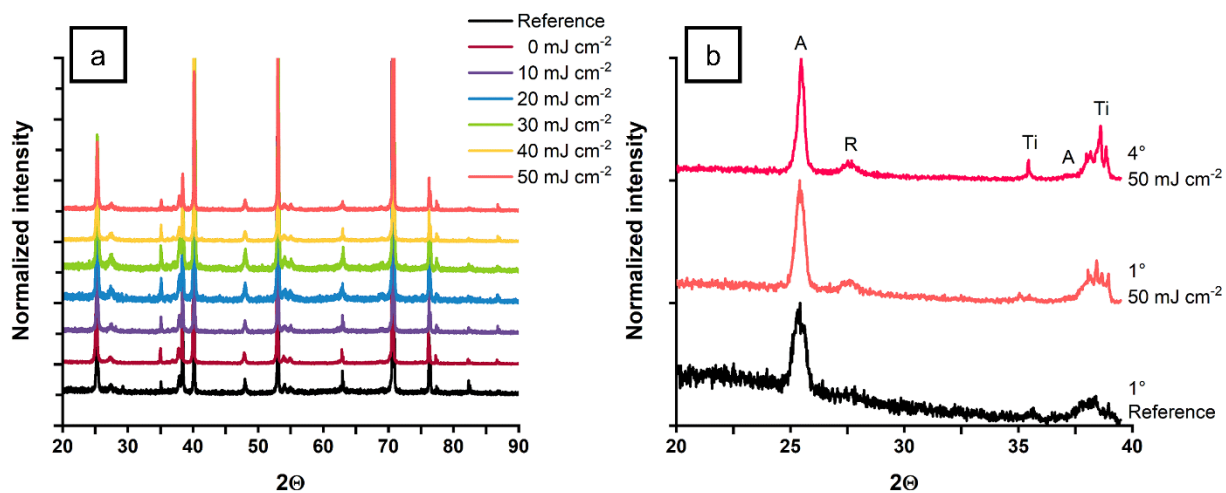 a
Reference
0 mJ cm⁻²
10 mJ cm⁻²
20 mJ cm⁻²
30 mJ cm⁻²
40 mJ cm⁻²
50 mJ cm⁻²
Normalized intensity
20 30 40 50 60 70 80 90
2Θ
b
A
R
Ti
A
Ti
4°
50 mJ cm⁻²
1°
50 mJ cm⁻²
1°
Reference
Normalized intensity
20 25 30 35 40
2Θ